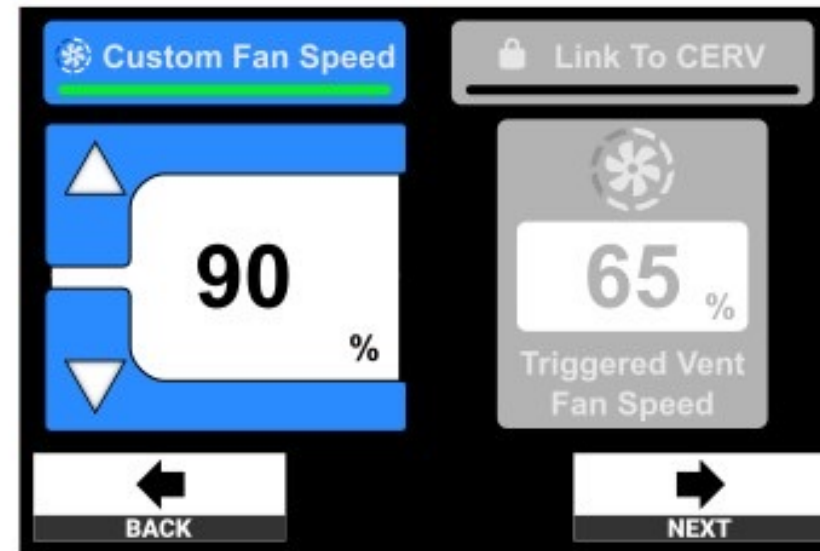 Custom Fan Speed
Link To CERV
90
%
65
%
Triggered Vent
Fan Speed
BACK
NEXT